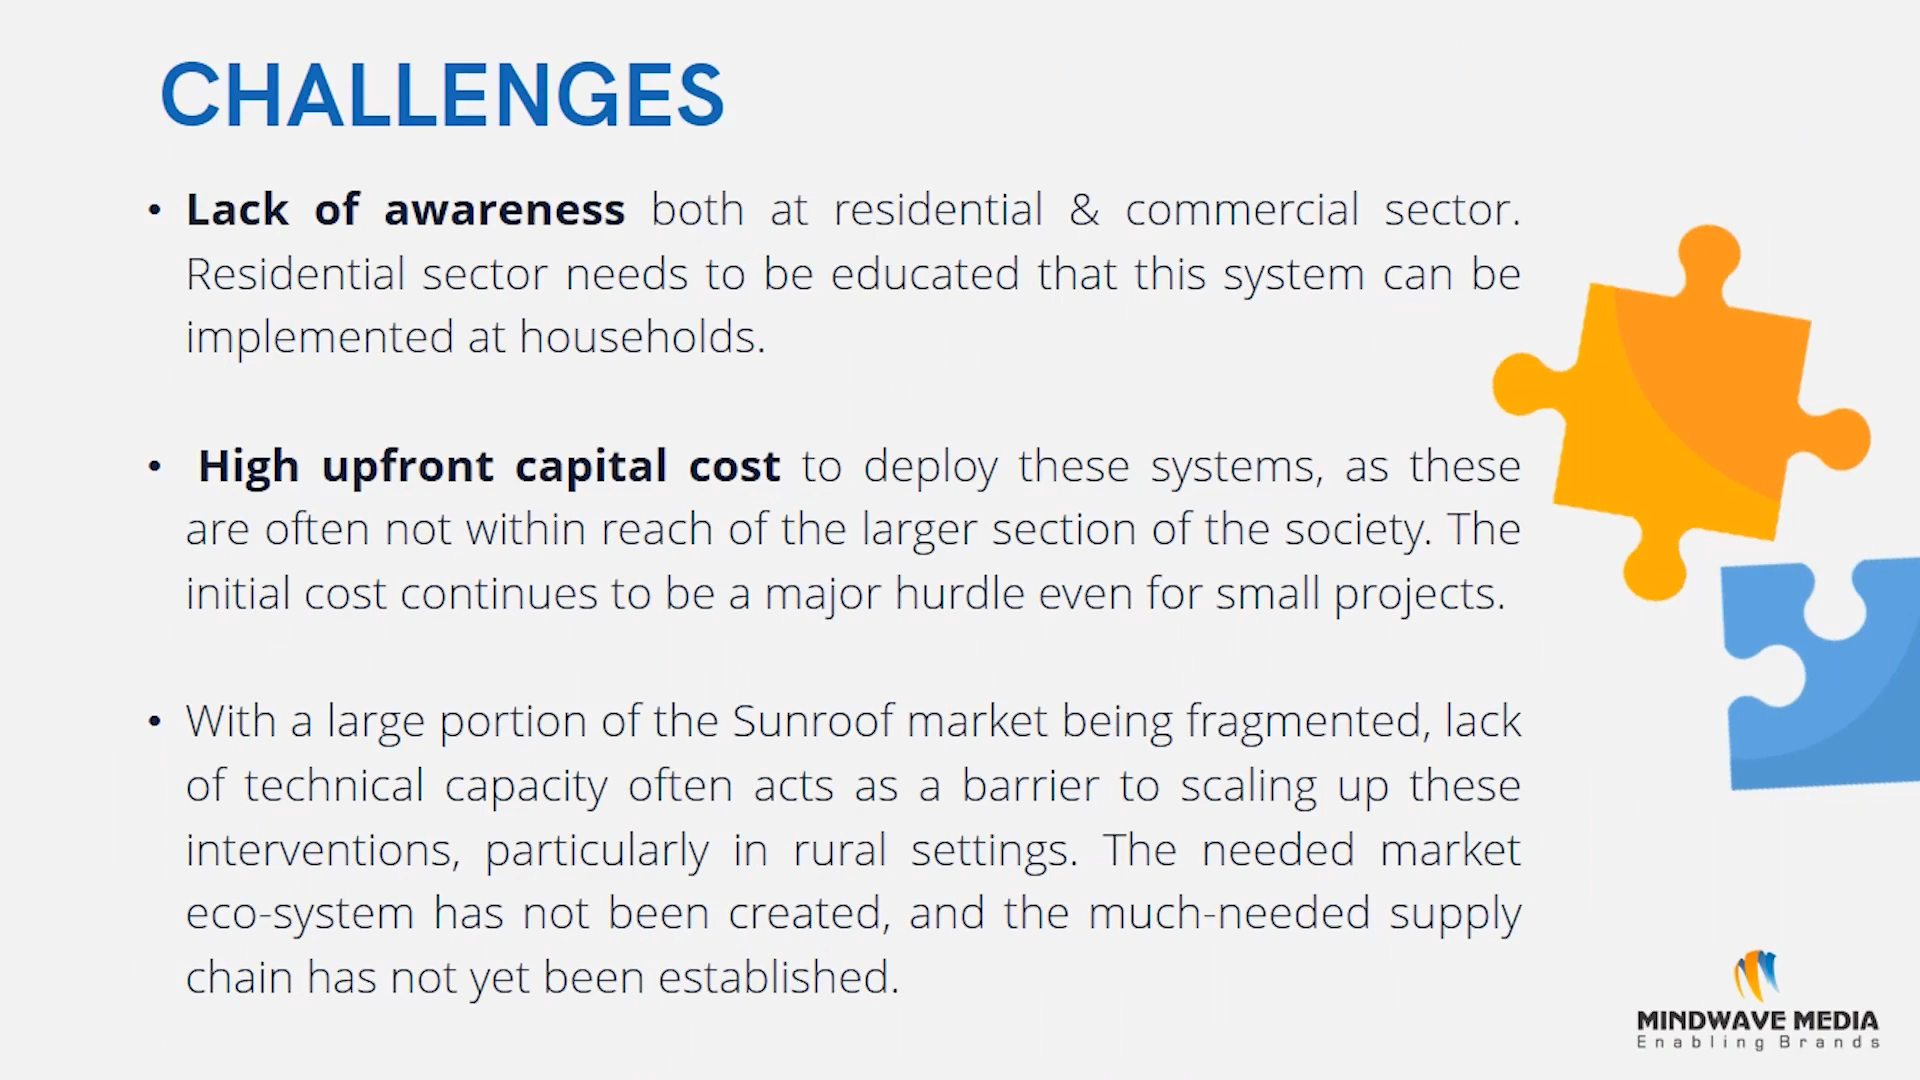 CHALLENGES
• Lack of awareness both at residential & commercial sector.
Residential sector needs to be educated that this system can be
implemented at households.
• High upfront capital cost to deploy these systems, as these
are often not within reach of the larger section of the society. The
initial cost continues to be a major hurdle even for small projects.
• With a large portion of the Sunroof market being fragmented, lack
of technical capacity often acts as a barrier to scaling up these
interventions, particularly in rural settings. The needed market
eco-system has not been created, and the much-needed supply
chain has not yet been established.
MINDWAVE MEDIA
Enabling Brands